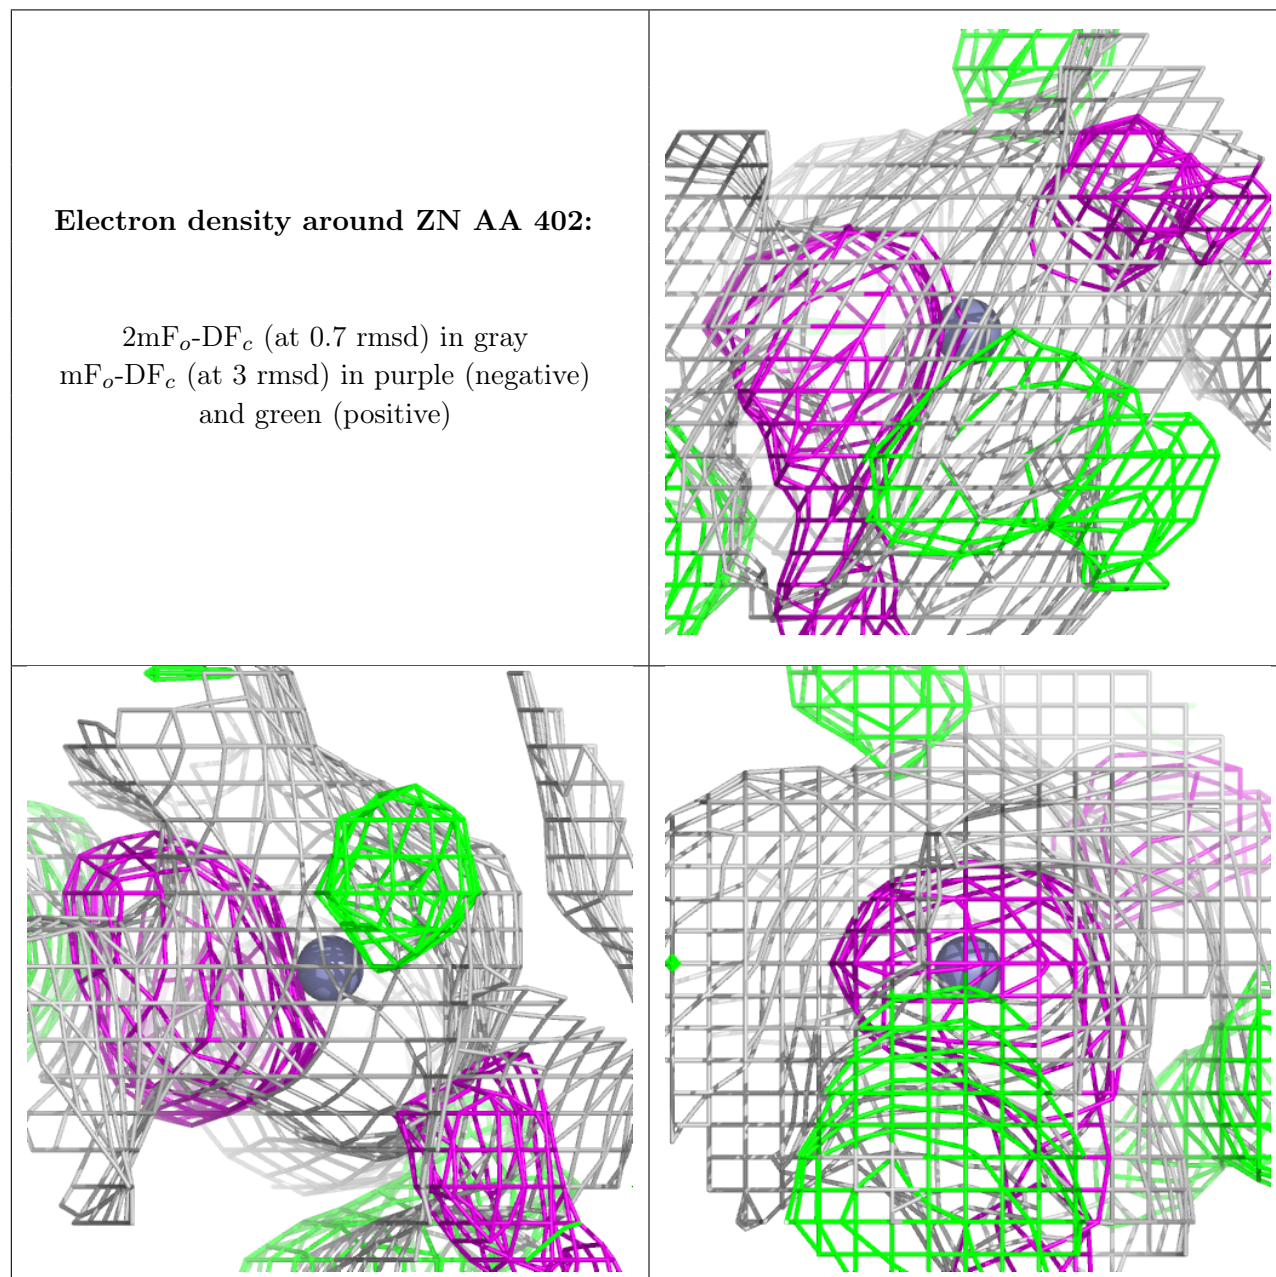 Electron density around ZN AA 402:
2mFo-DFc (at 0.7 rmsd) in gray
mFo-DFc (at 3 rmsd) in purple (negative)
and green (positive)